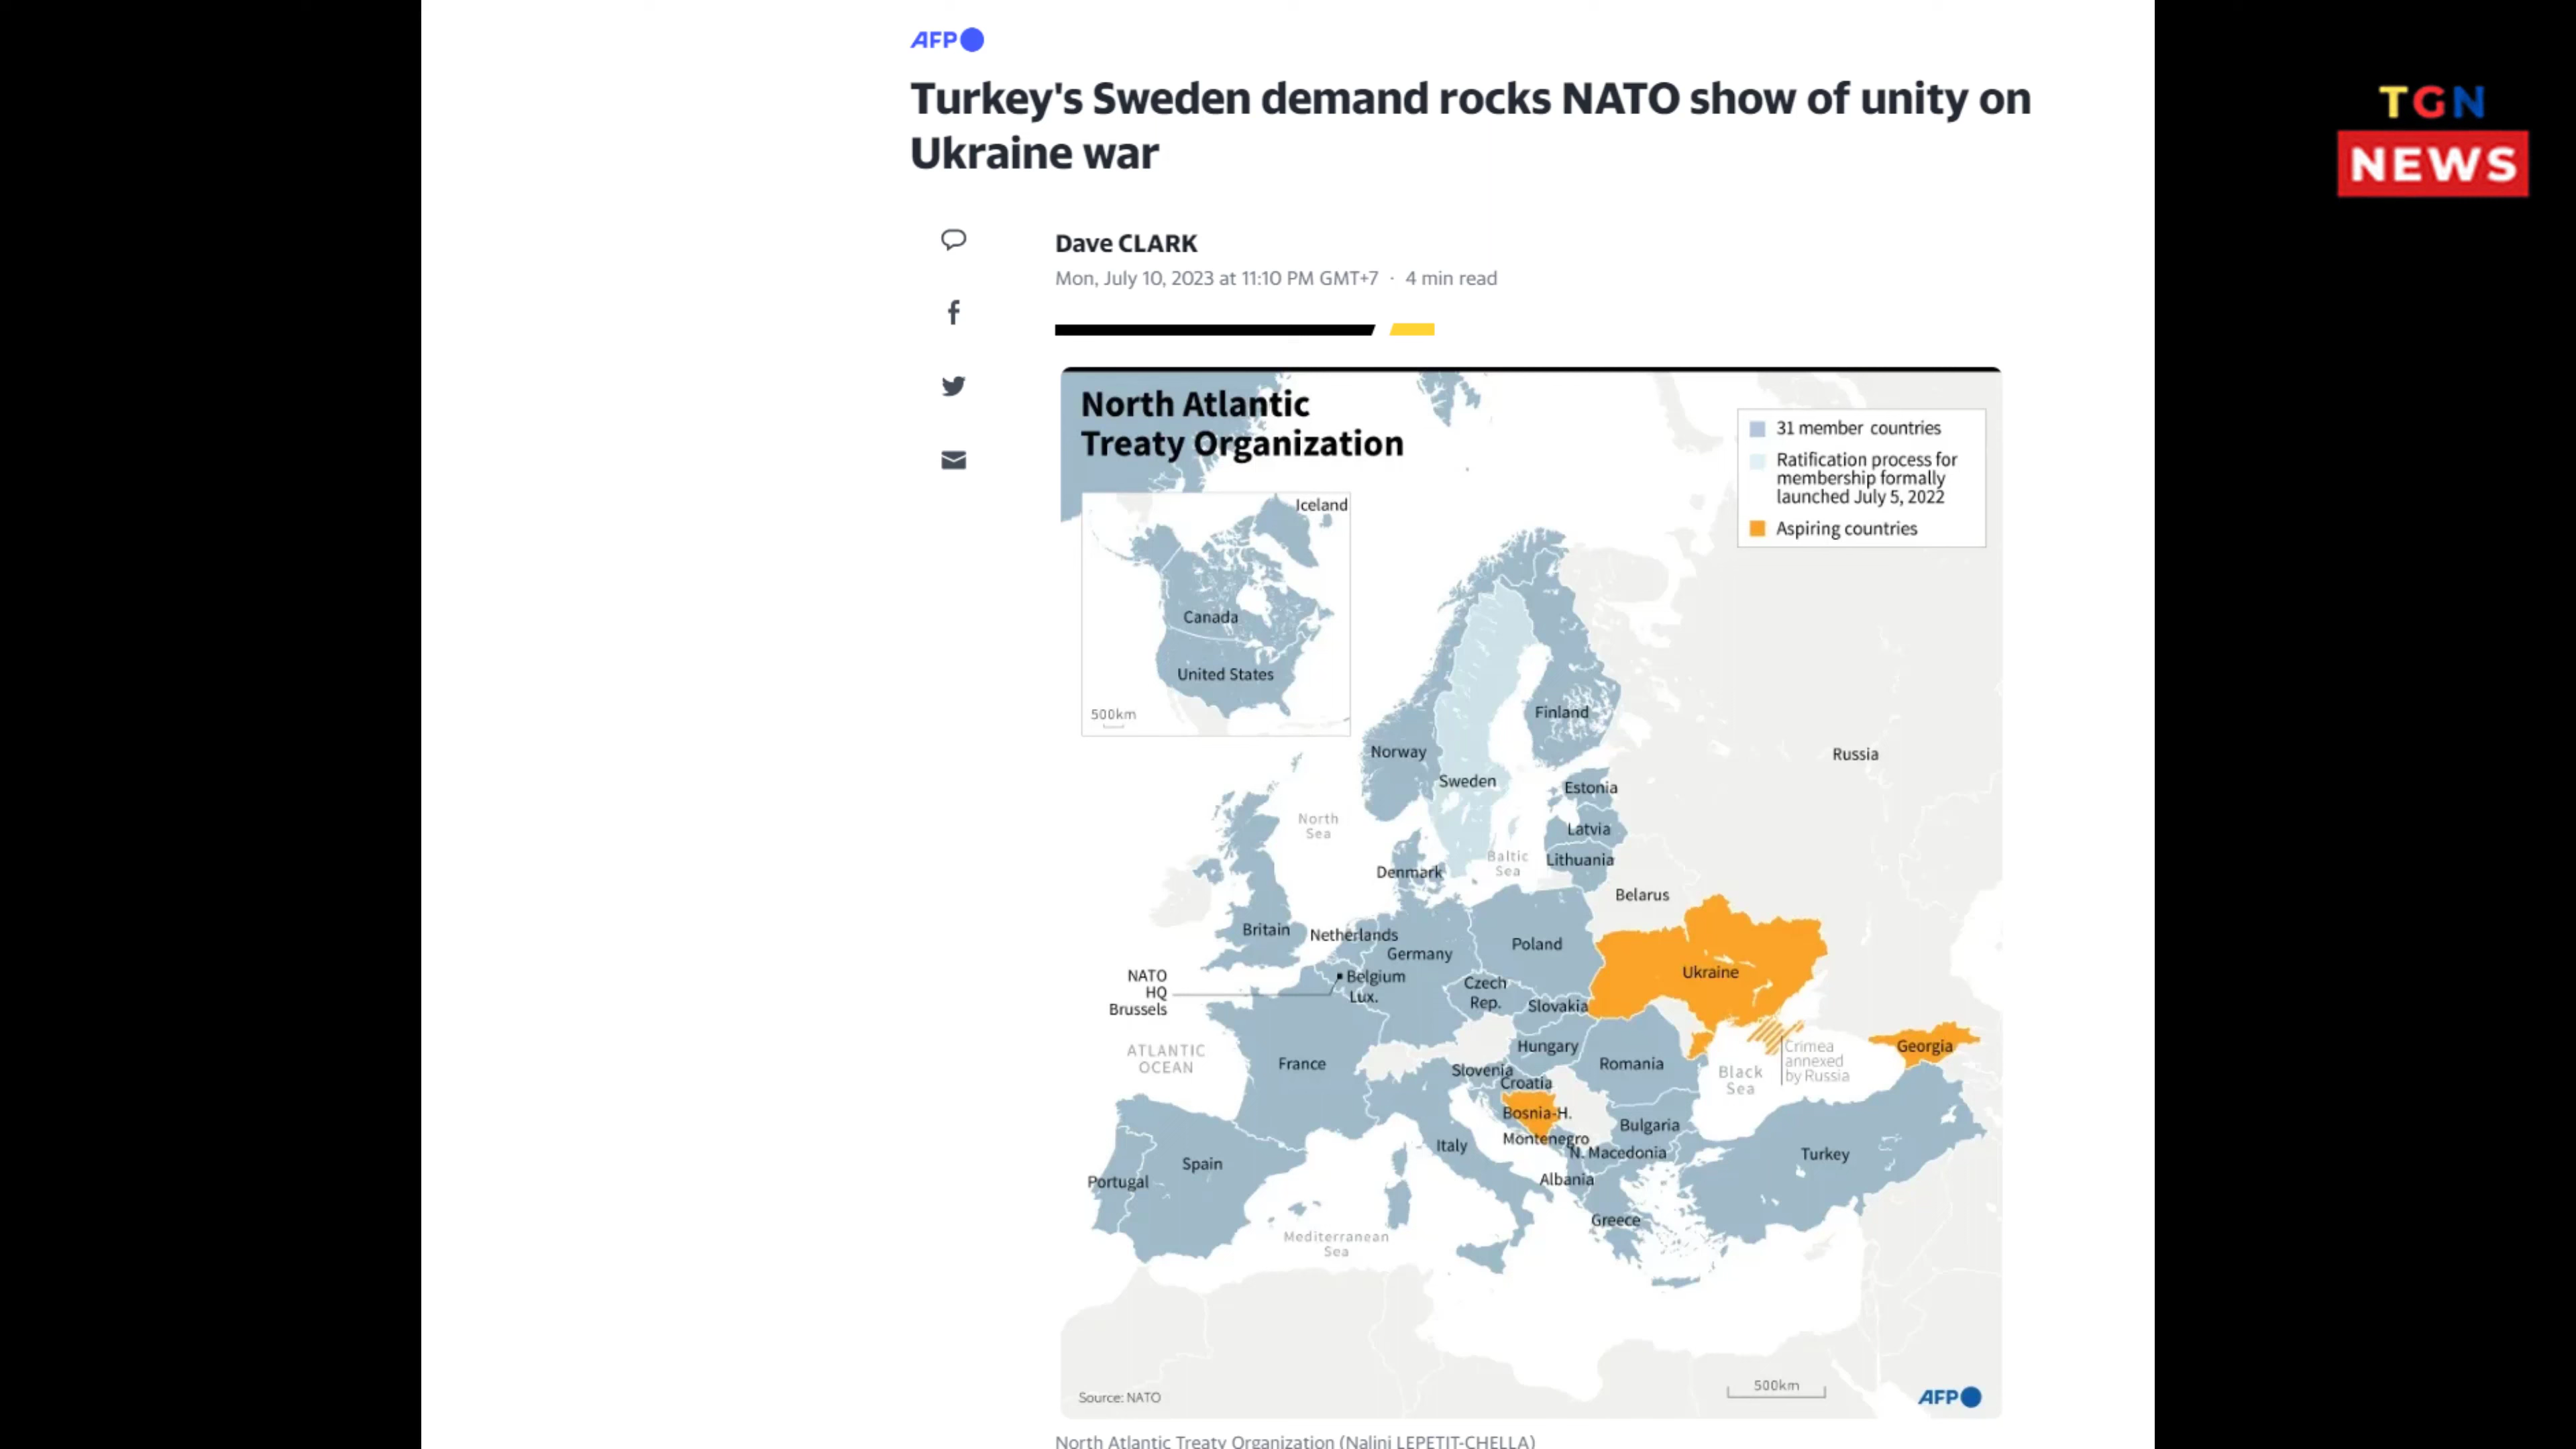 AFP
Turkey's Sweden demand rocks NATO show of unity on
Ukraine war
TGN
NEWS
Dave CLARK
Mon, July 10, 2023 at 11:10 PM GMT+7 · 4 min read
North Atlantic
Treaty Organization
31 member countries
Ratification process for
membership formally
launched July 5, 2022
Aspiring countries
Iceland
Canada
United States
500km
Finland
Norway
Russia
Sweden
Estonia
North
Sea
Latvia
Baltic
Sea
Lithuania
Denmark
Belarus
Britain
Netherlands
Poland
Germany
Ukraine
NATO
HQ
Brussels
Belgium
Lux.
Czech
Rep.
Slovakia
ATLANTIC
OCEAN
Hungary
Georgia
Crimea
annexed
by Russia
France
Romania
Slovenia
Black
Sea
Croatia
Bosnia-H.
Bulgaria
Montenegro
Italy
N. Macedonia
Turkey
Spain
Portugal
Albania
Greece
Mediterranean
Sea
500km
Source: NATO
AFP
North Atlantic Treaty Organization (Nalini LEPETIT-CHELLA)